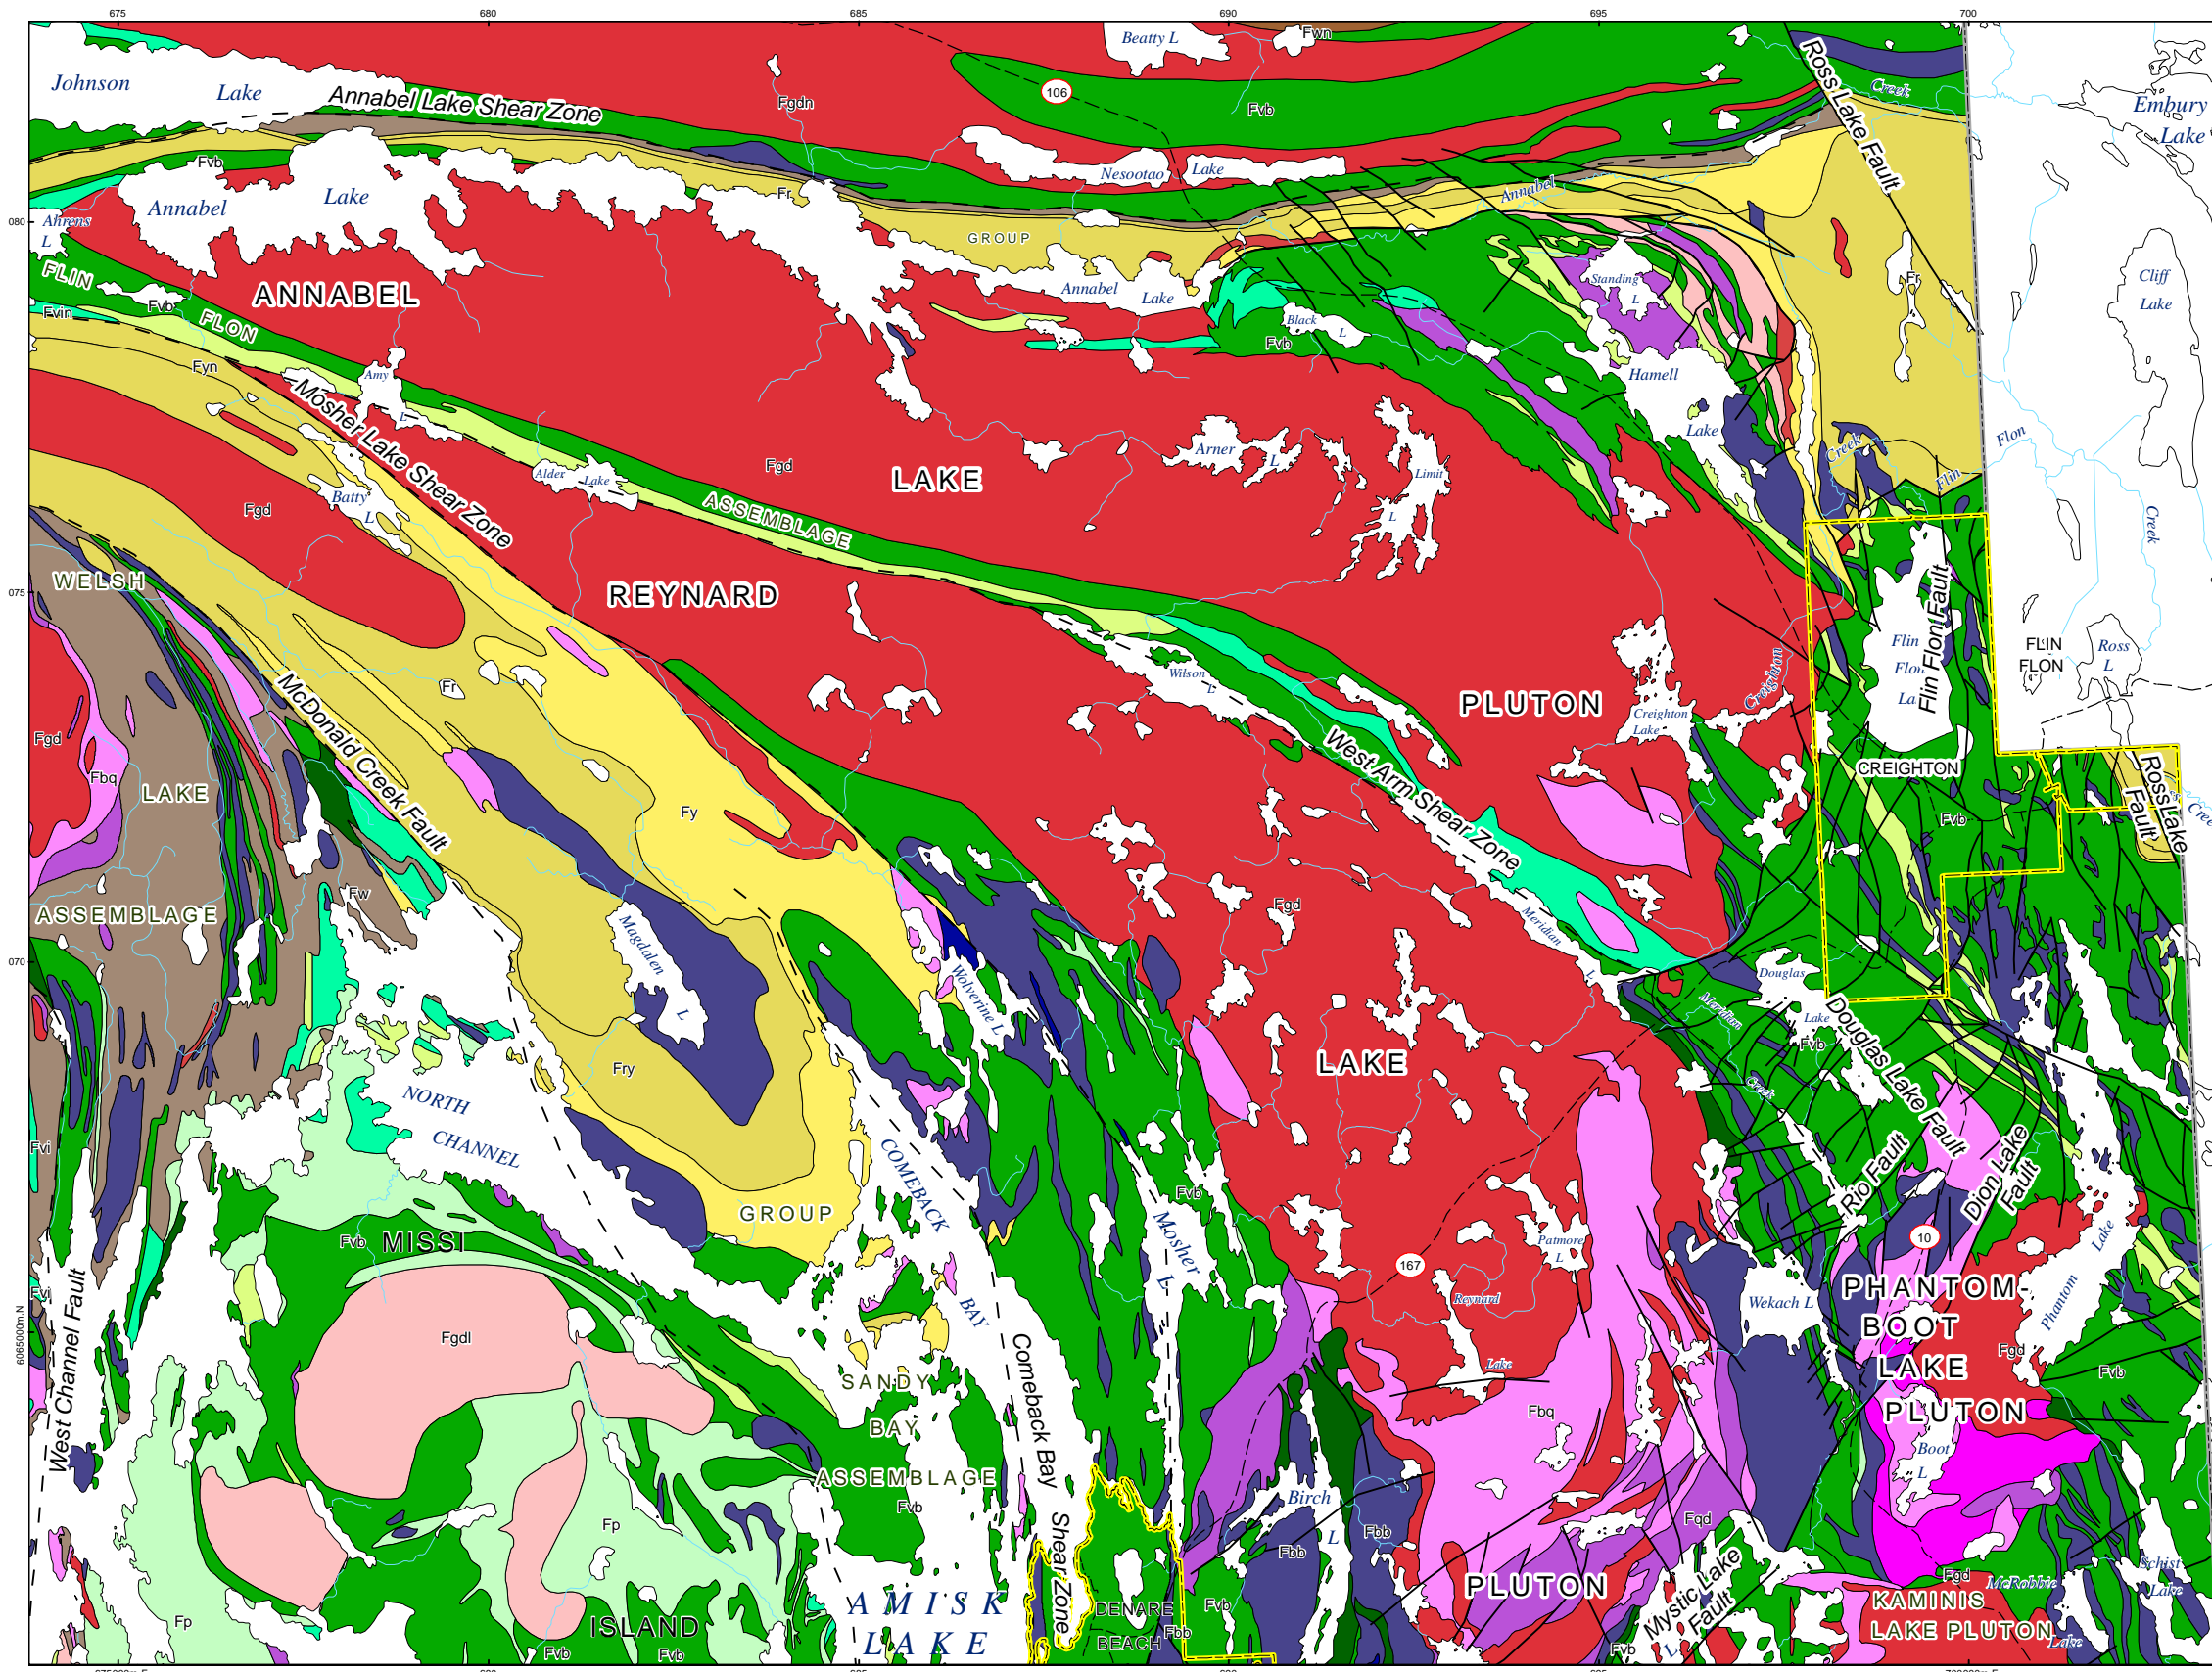 675
680
685
690
695
700
Johnson
Lake
Annabel Lake Shear Zone
Fgdn
106
Beatty L
Fwn
Fvb
Ross Lake Fault
Creek
Embury
Lake
Fvb
Nesootao
Lake
Annabel
Lake
Fr
Annabel
080
Ahrens
L
GROUP
Standing
L
Fr
Cliff
Lake
FLIN
ANNABEL
Annabel
Lake
Fvb
Fvin
FLON
Black
L
Fvb
Fyn
Amy
L
Hamell
Lake
Mosher Lake Shear Zone
Creek
Flin
Flon
Creek
Batty
L
Alder
Lake
Fgd
LAKE
Arner
L
Limit
L
Fgd
ASSEMBLAGE
075
WELSH
REYNARD
Flin
Flon
Flin Flon Fault
FLIN
FLON
Ross
L
McDonald Creek Fault
Fr
Wilson
L
PLUTON
Creighton
Lake
Creighton
Fgd
Fbq
LAKE
West Arm Shear Zone
CREIGHTON
Ross Lake
Fault
Fy
Fvb
ASSEMBLAGE
Fw
Fgd
Magdalen
L
Meridian
L
070
Wolverine L
Douglas
Lake
Meridian
Creek
Fvb
Douglas Lake Fault
LAKE
Fry
NORTH
CHANNEL
Fvi
COMEBACK
BAY
Rio Fault
Dion Lake
Fault
Fvb
GROUP
Mosher
L
MISSI
Fvb
Patmore
L
10
167
Phantom
Lake
Fvi
Reynard
Lake
Wekach L
PHANTOM-
BOOT
LAKE
PLUTON
6065000m.N
Fgdl
Fgd
Fvb
SANDY
BAY
ASSEMBLAGE
West Channel Fault
Comeback Bay Shear Zone
Fbq
Boot
L
Fvb
Birch
L
Fp
Fbb
Fbb
Fqd
Fgd
PLUTON
Mystic Lake
Fault
L
Schist
Lake
McRobbie
Lake
AMISK
LAKE
DENARE
BEACH
Fvb
Fbb
KAMINIS
LAKE PLUTON
Fp
ISLAND
Fvb
Fvb
Fvb